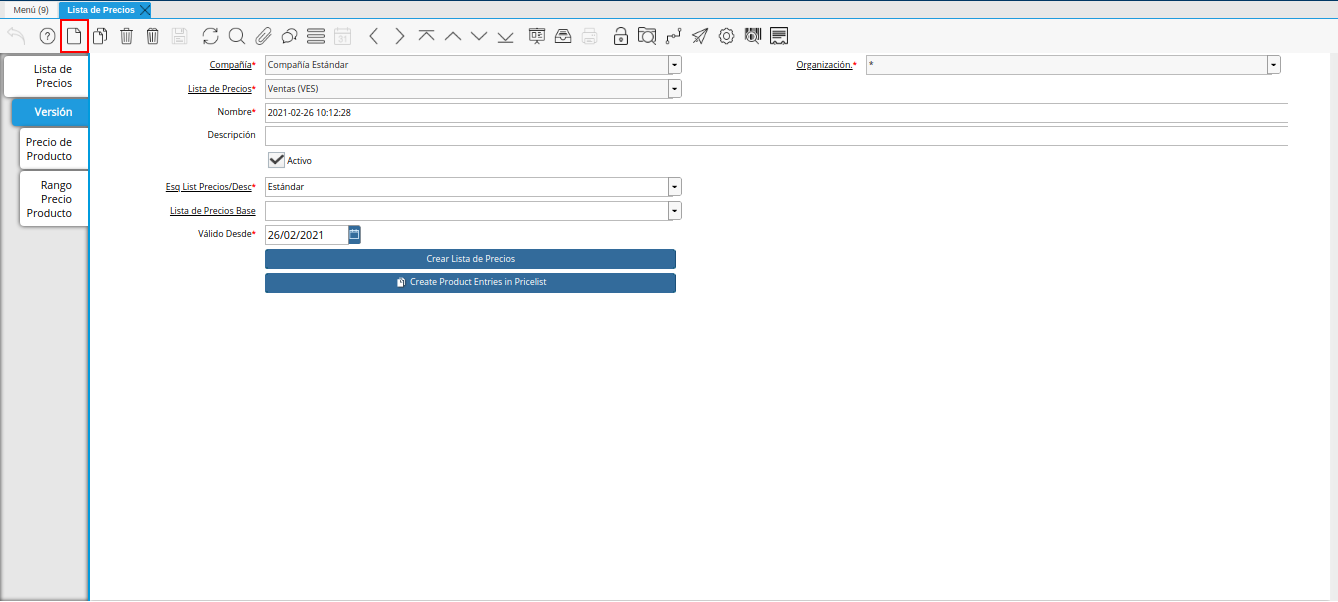 Menú (9)
Lista de Precios
31
Lista de
Precios
Versión
Precio de
Producto
Rango
Precio
Producto
Compañía* Compañía Estándar
Organización.* *
Lista de Precios* Ventas (VES)
Nombre* 2021-02-26 10:12:28
Descripción
Activo
Esq List Precios/Desc* Estándar
Lista de Precios Base
Válido Desde* 26/02/2021
Crear Lista de Precios
Create Product Entries in Pricelist